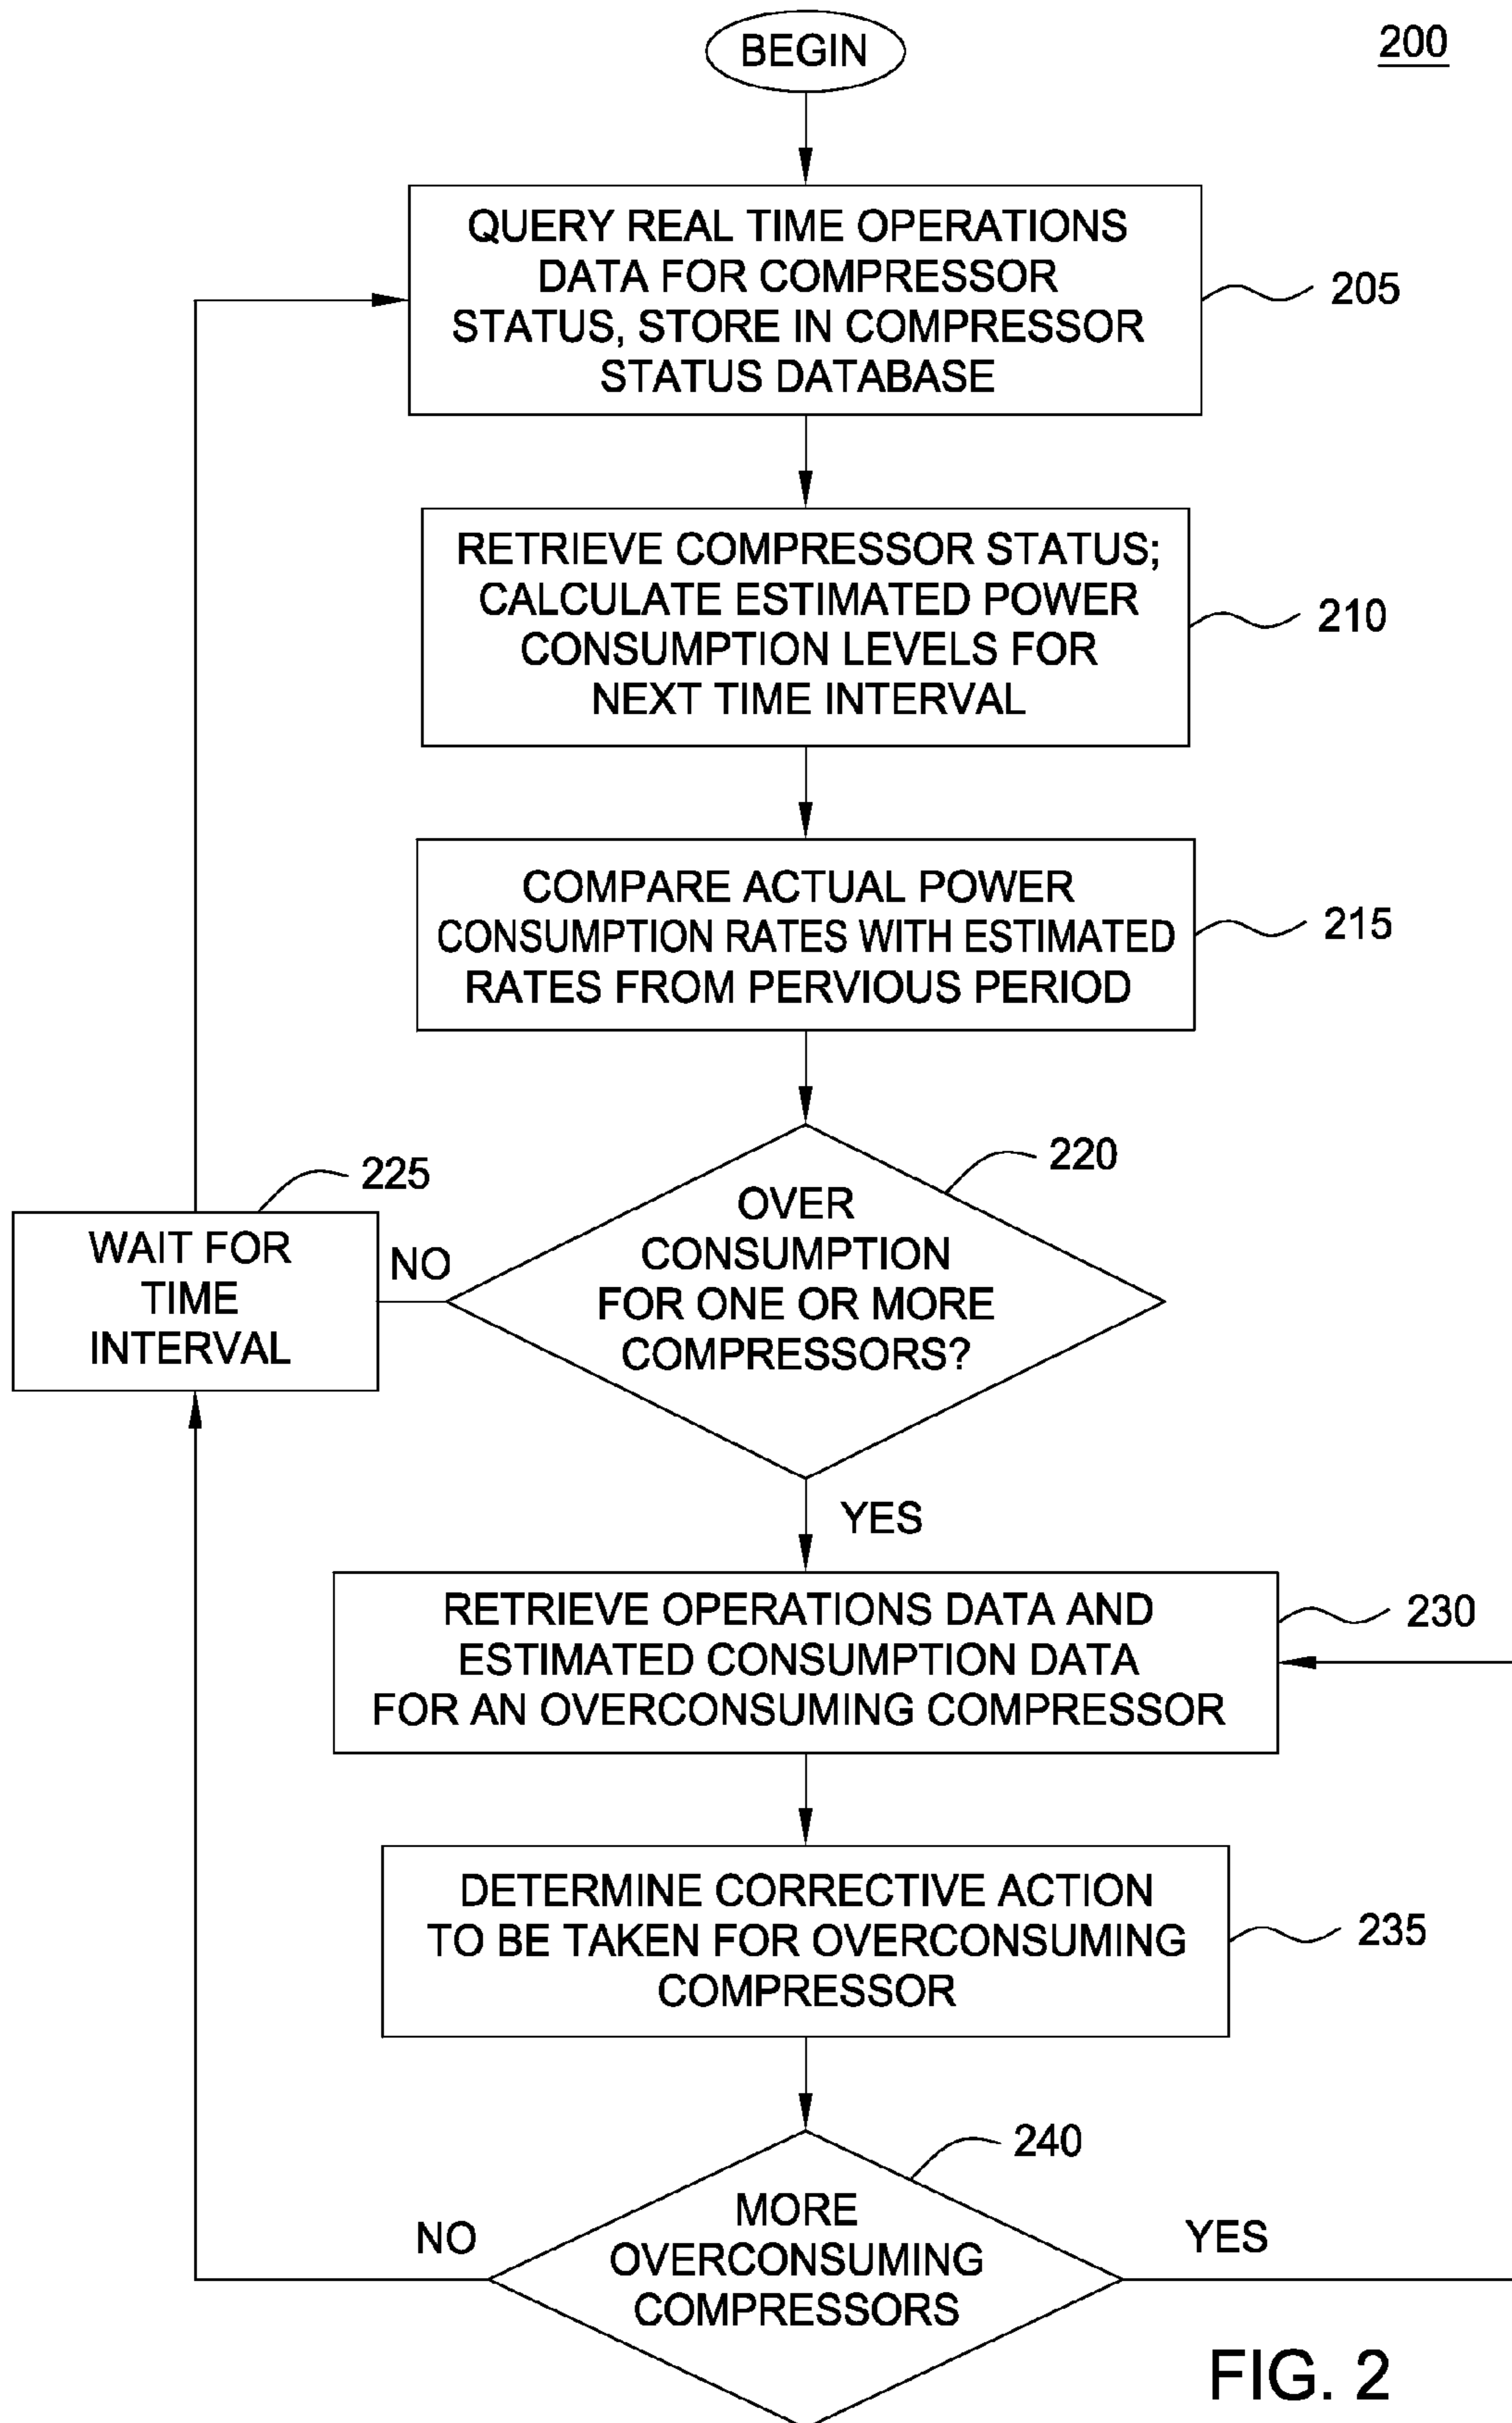 BEGIN
200
QUERY REAL TIME OPERATIONS
DATA FOR COMPRESSOR
STATUS, STORE IN COMPRESSOR
STATUS DATABASE
205
RETRIEVE COMPRESSOR STATUS;
CALCULATE ESTIMATED POWER
CONSUMPTION LEVELS FOR
NEXT TIME INTERVAL
210
COMPARE ACTUAL POWER
CONSUMPTION RATES WITH ESTIMATED
RATES FROM PERVIOUS PERIOD
215
220
OVER
CONSUMPTION
FOR ONE OR MORE
COMPRESSORS?
225
WAIT FOR
TIME
INTERVAL
NO
YES
RETRIEVE OPERATIONS DATA AND
ESTIMATED CONSUMPTION DATA
FOR AN OVERCONSUMING COMPRESSOR
230
DETERMINE CORRECTIVE ACTION
TO BE TAKEN FOR OVERCONSUMING
COMPRESSOR
235
240
MORE
OVERCONSUMING
COMPRESSORS
NO
YES
FIG. 2